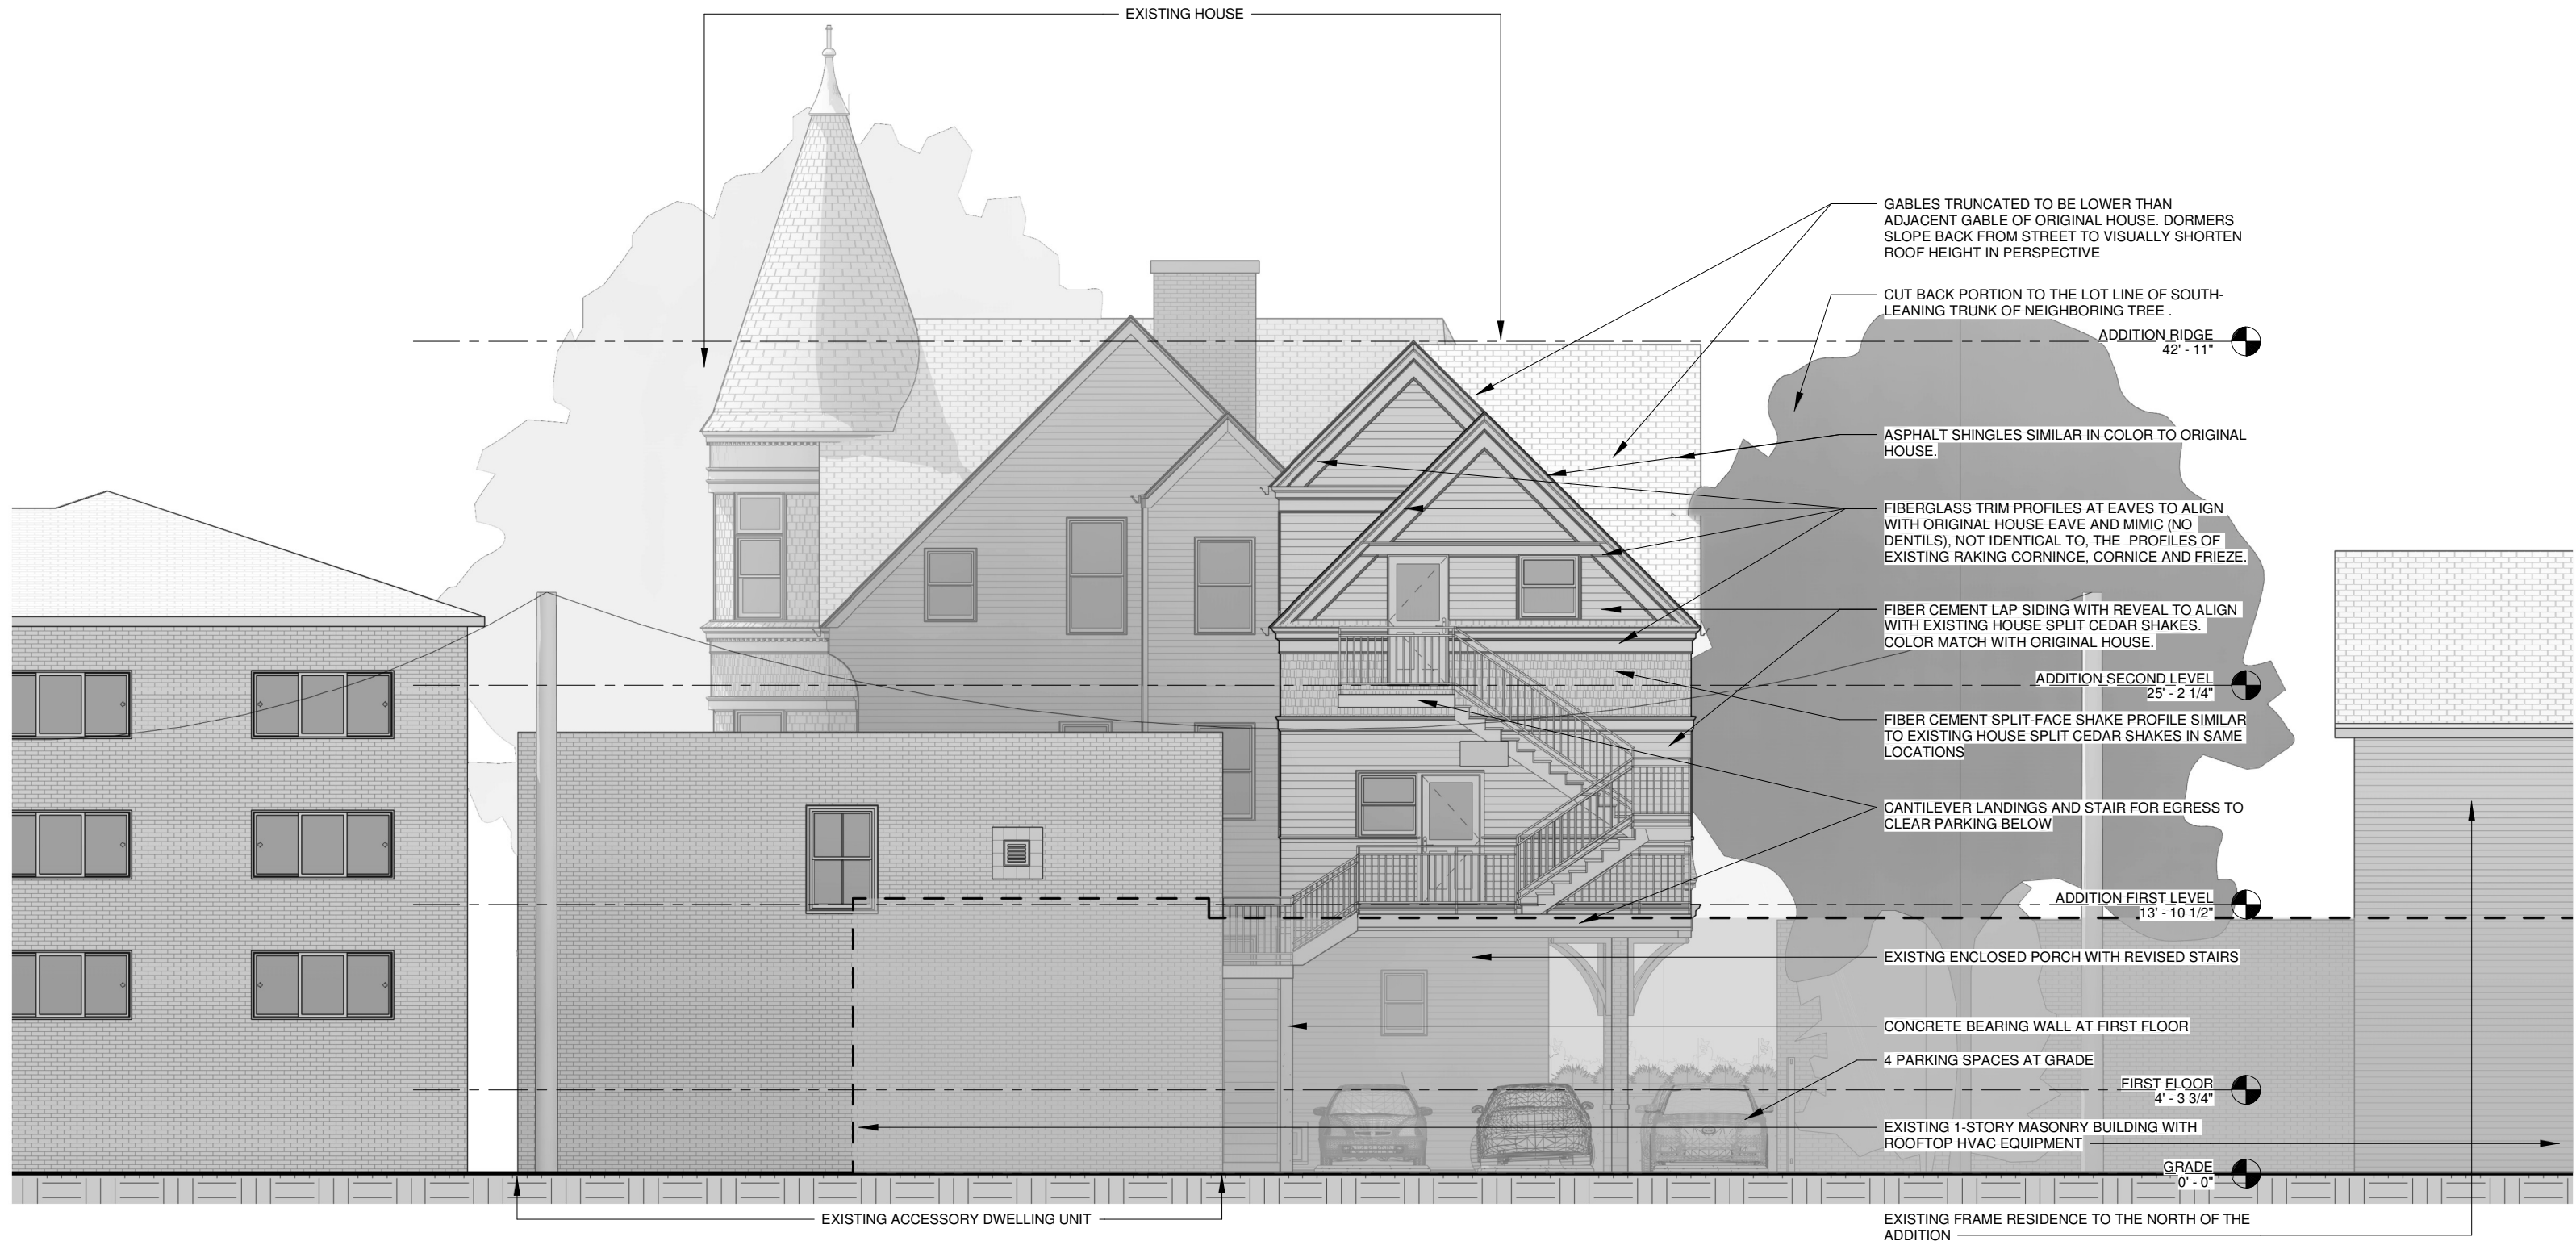 EXISTING HOUSE
GABLES TRUNCATED TO BE LOWER THAN
ADJACENT GABLE OF ORIGINAL HOUSE. DORMERS
SLOPE BACK FROM STREET TO VISUALLY SHORTEN
ROOF HEIGHT IN PERSPECTIVE
CUT BACK PORTION TO THE LOT LINE OF SOUTH-
LEANING TRUNK OF NEIGHBORING TREE .
ADDITION RIDGE
42' - 11"
ASPHALT SHINGLES SIMILAR IN COLOR TO ORIGINAL
HOUSE.
FIBERGLASS TRIM PROFILES AT EAVES TO ALIGN
WITH ORIGINAL HOUSE EAVE AND MIMIC (NO
DENTILS), NOT IDENTICAL TO, THE PROFILES OF
EXISTING RAKING CORNINCE, CORNICE AND FRIEZE.
FIBER CEMENT LAP SIDING WITH REVEAL TO ALIGN
WITH EXISTING HOUSE SPLIT CEDAR SHAKES.
COLOR MATCH WITH ORIGINAL HOUSE.
ADDITION SECOND LEVEL
25' - 2 1/4"
FIBER CEMENT SPLIT-FACE SHAKE PROFILE SIMILAR
TO EXISTING HOUSE SPLIT CEDAR SHAKES IN SAME
LOCATIONS
CANTILEVER LANDINGS AND STAIR FOR EGRESS TO
CLEAR PARKING BELOW
ADDITION FIRST LEVEL
13' - 10 1/2"
EXISTNG ENCLOSED PORCH WITH REVISED STAIRS
CONCRETE BEARING WALL AT FIRST FLOOR
4 PARKING SPACES AT GRADE
FIRST FLOOR
4' - 3 3/4"
EXISTING 1-STORY MASONRY BUILDING WITH
ROOFTOP HVAC EQUIPMENT
GRADE
0' - 0"
EXISTING ACCESSORY DWELLING UNIT
EXISTING FRAME RESIDENCE TO THE NORTH OF THE
ADDITION